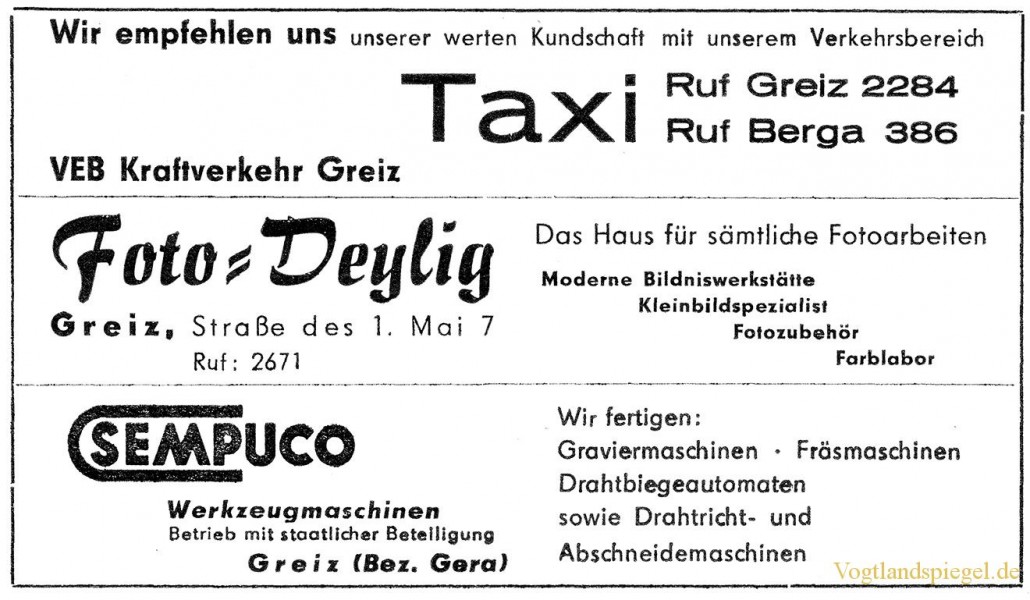 Wir empfehlen uns unserer werten Kundschaft mit unserem Verkehrsbereich
Taxi
Ruf Greiz 2284
Ruf Berga 386
VEB Kraftverkehr Greiz
Foto-Deylig
Greiz, Straße des 1. Mai 7
Ruf: 2671
Das Haus für sämtliche Fotoarbeiten
Moderne Bildniswerkstätte
Kleinbildspezialist
Fotozubehör
Farblabor
SEMPUCO
Werkzeugmaschinen
Betrieb mit staatlicher Beteiligung
Greiz (Bez. Gera)
Wir fertigen:
Graviermaschinen · Fräsmaschinen
Drahtbiegeautomaten
sowie Drahtricht- und
Abschneidemaschinen
Vogtlandspiegel.de